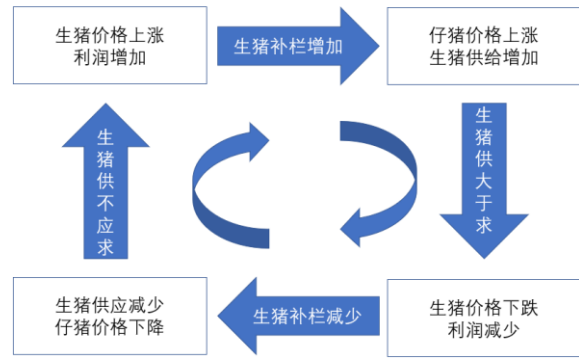 生猪价格上涨
利润增加
生猪补栏增加
仔猪价格上涨
生猪供给增加
生猪供不应求
生猪供大于求
生猪供应减少
仔猪价格下降
生猪补栏减少
生猪价格下跌
利润减少